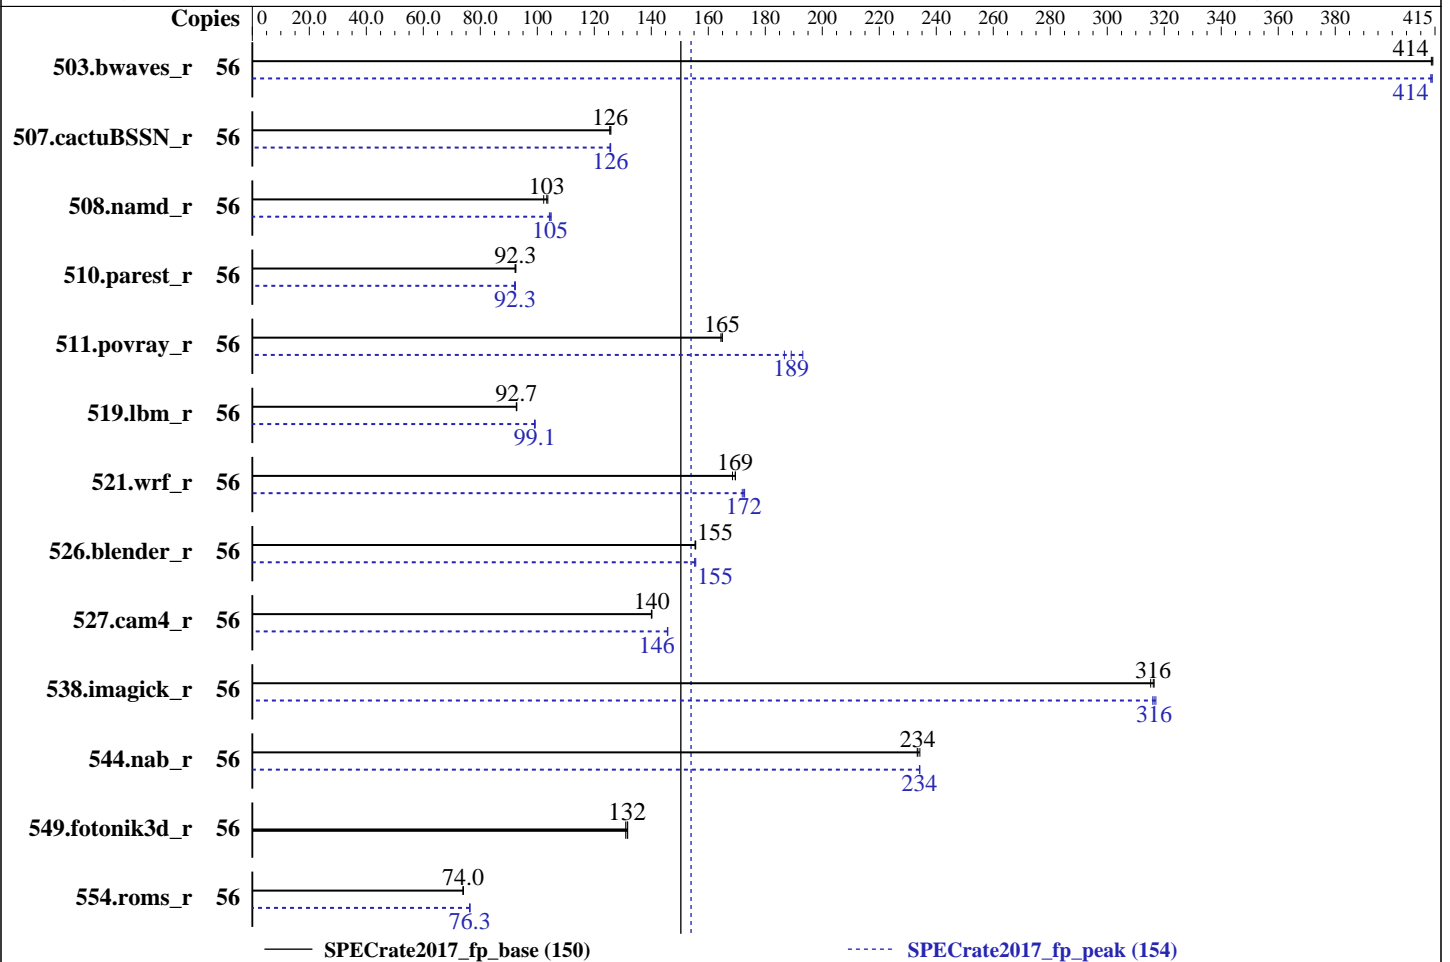 Copies 0 20.0 40.0 60.0 80.0 100 120 140 160 180 200 220 240 260 280 300 320 340 360 380 415
503.bwaves_r 56 414
414
507.cactuBSSN_r 56 126
126
508.namd_r 56 103
105
510.parest_r 56 92.3
92.3
511.povray_r 56 165
189
519.lbm_r 56 92.7
99.1
521.wrf_r 56 169
172
526.blender_r 56 155
155
527.cam4_r 56 140
146
538.imagick_r 56 316
316
544.nab_r 56 234
234
549.fotonik3d_r 56 132
554.roms_r 56 74.0
76.3
SPECrate2017_fp_base (150) SPECrate2017_fp_peak (154)